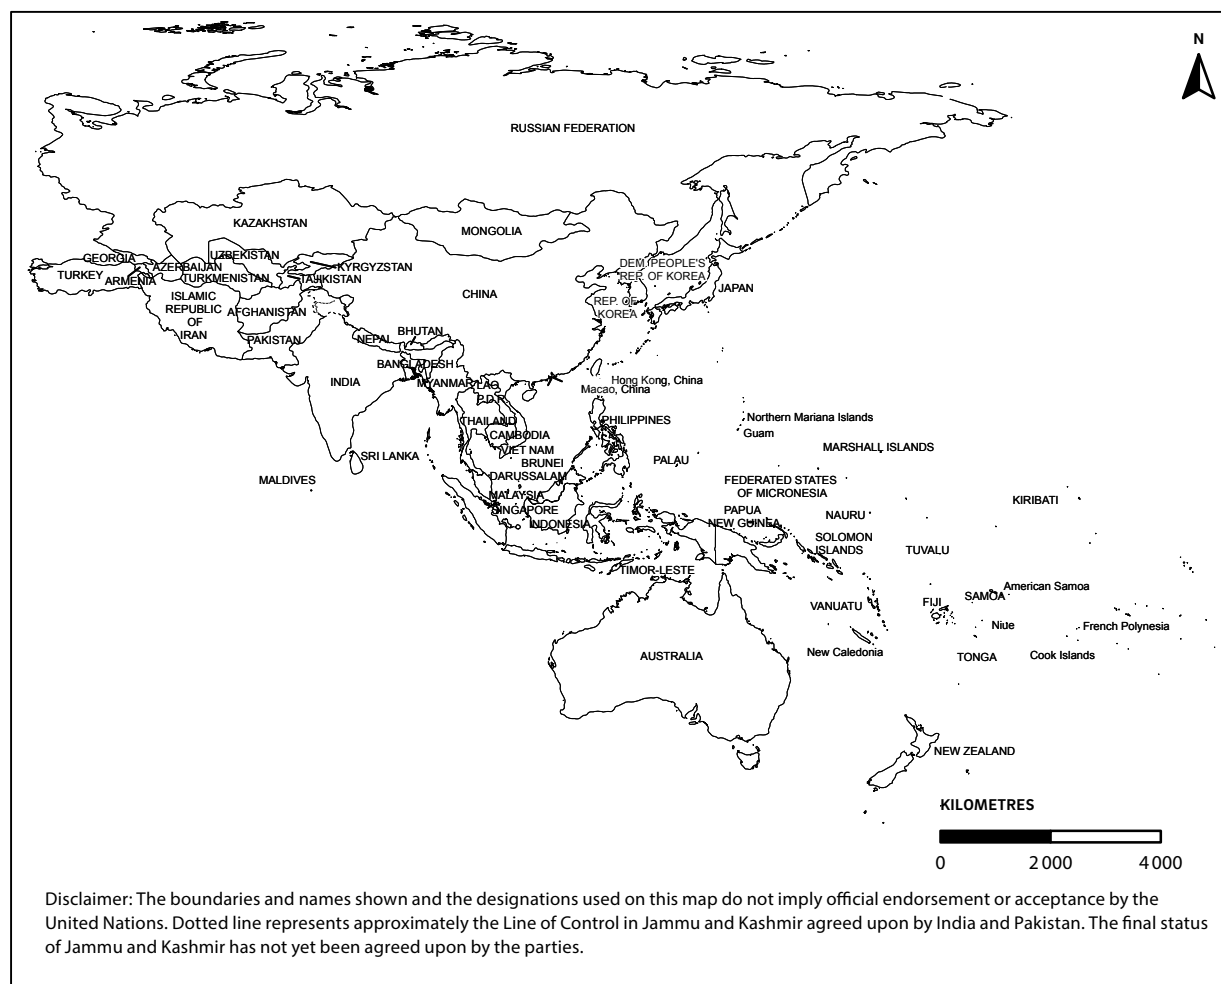 N
RUSSIAN FEDERATION
KAZAKHSTAN
MONGOLIA
GEORGIA
UZBEKISTAN
AZERBAIJAN
KYRGYZSTAN
DEM. PEOPLE'S
REP. OF KOREA
TURKEY
ARMENIA
TURKMENISTAN
TAJIKISTAN
JAPAN
CHINA
ISLAMIC
REPUBLIC
OF
IRAN
AFGHANISTAN
REP. OF
KOREA
PAKISTAN
NEPAL
BHUTAN
BANGLADESH
INDIA
MYANMAR
LAO
P.D.R.
Hong Kong, China
Macao, China
THAILAND
PHILIPPINES
Northern Mariana Islands
Guam
CAMBODIA
VIET NAM
MARSHALL ISLANDS
SRI LANKA
BRUNEI
DARUSSALAM
PALAU
MALDIVES
FEDERATED STATES
OF MICRONESIA
MALAYSIA
KIRIBATI
SINGAPORE
PAPUA
NEW GUINEA
NAURU
INDONESIA
SOLOMON
ISLANDS
TUVALU
TIMOR-LESTE
American Samoa
SAMOA
VANUATU
FIJI
Niue
French Polynesia
New Caledonia
AUSTRALIA
TONGA
Cook Islands
NEW ZEALAND
KILOMETRES
0 2 000 4 000
Disclaimer: The boundaries and names shown and the designations used on this map do not imply official endorsement or acceptance by the
United Nations. Dotted line represents approximately the Line of Control in Jammu and Kashmir agreed upon by India and Pakistan. The final status
of Jammu and Kashmir has not yet been agreed upon by the parties.